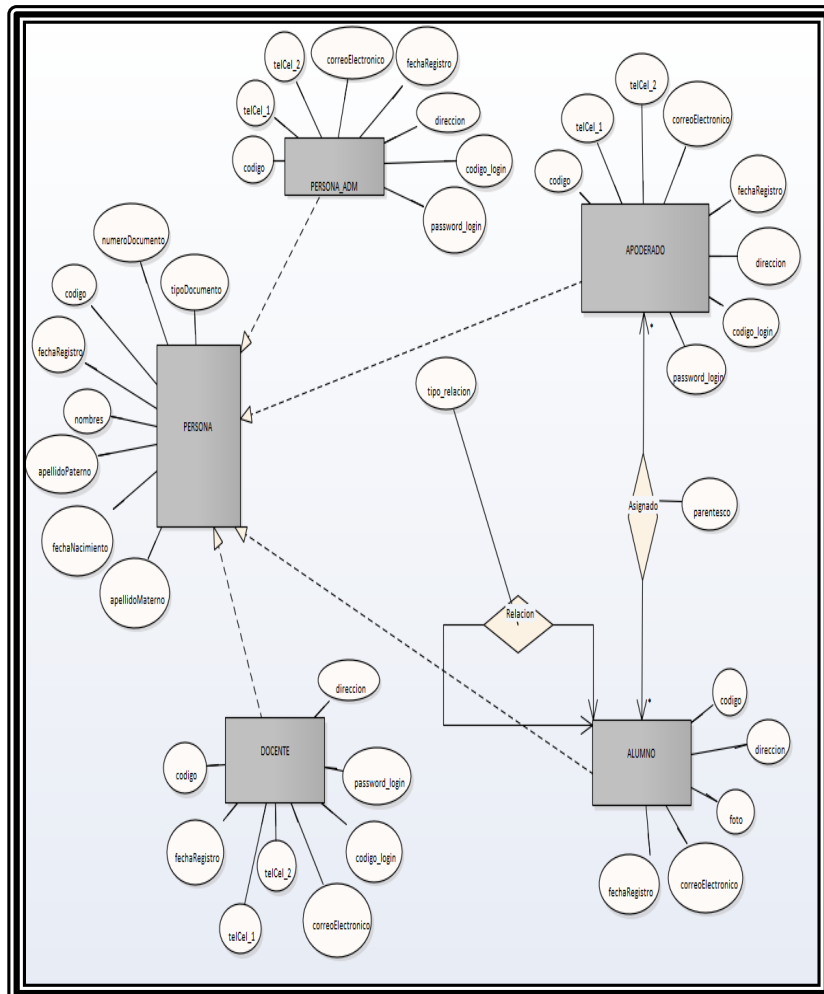 correoElectronico
fechaRegistro
telCel_2
telCel_1
direccion
codigo
codigo_login
PERSONA_ADM
password_login
telCel_2
correoElectronico
telCel_1
codigo
fechaRegistro
APODERADO
direccion
codigo_login
password_login
numeroDocumento
tipoDocumento
codigo
fechaRegistro
nombres
PERSONA
apellidoPaterno
fechaNacimiento
apellidoMaterno
tipo_relacion
*
Asignado
parentesco
Relacion
*
direccion
DOCENTE
codigo
password_login
fechaRegistro
codigo_login
telCel_2
telCel_1
correoElectronico
codigo
ALUMNO
direccion
foto
correoElectronico
fechaRegistro